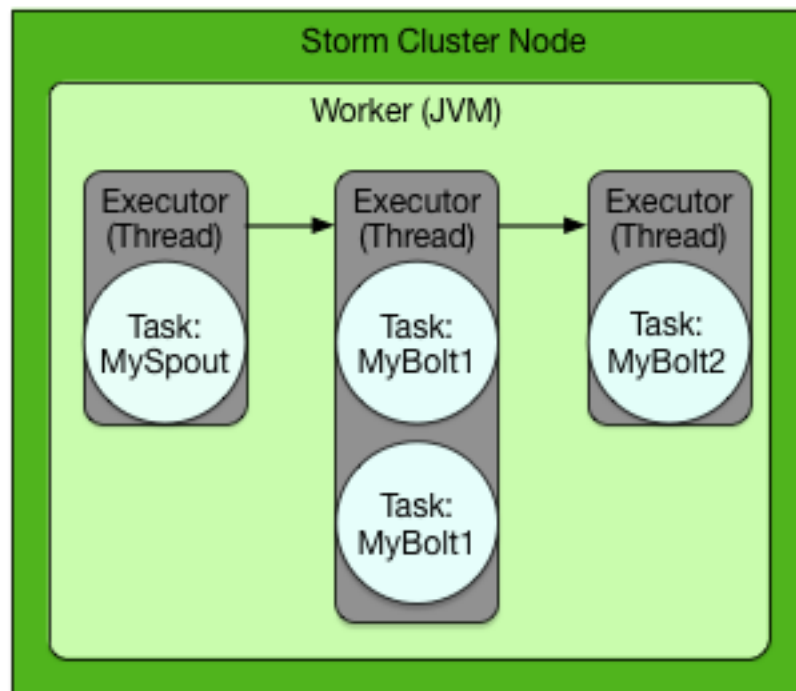 Storm Cluster Node
Worker (JVM)
Executor
(Thread)
Task:
MySpout
Executor
(Thread)
Task:
MyBolt1
Task:
MyBolt1
Executor
(Thread)
Task:
MyBolt2